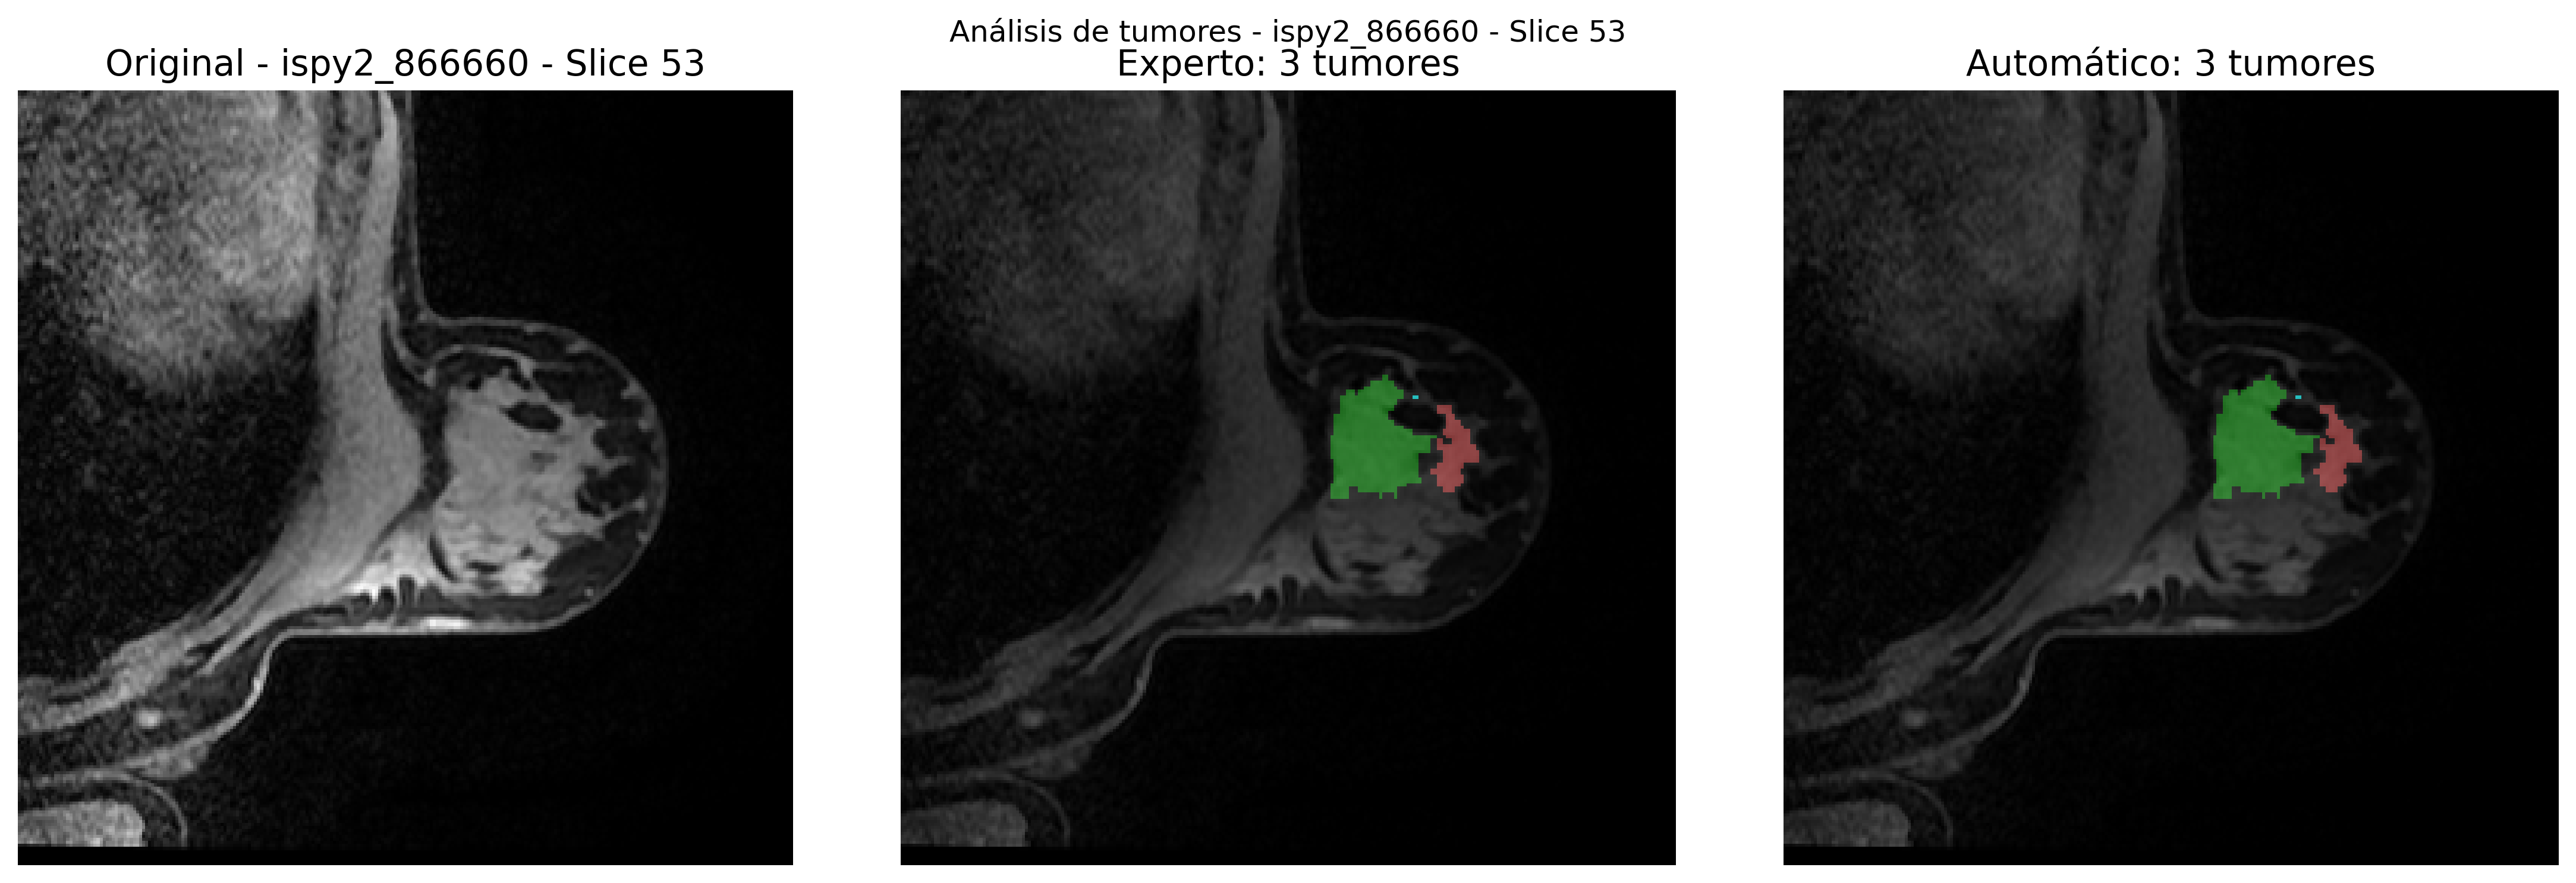 Análisis de tumores - ispy2_866660 - Slice 53
Original - ispy2_866660 - Slice 53
Experto: 3 tumores
Automático: 3 tumores